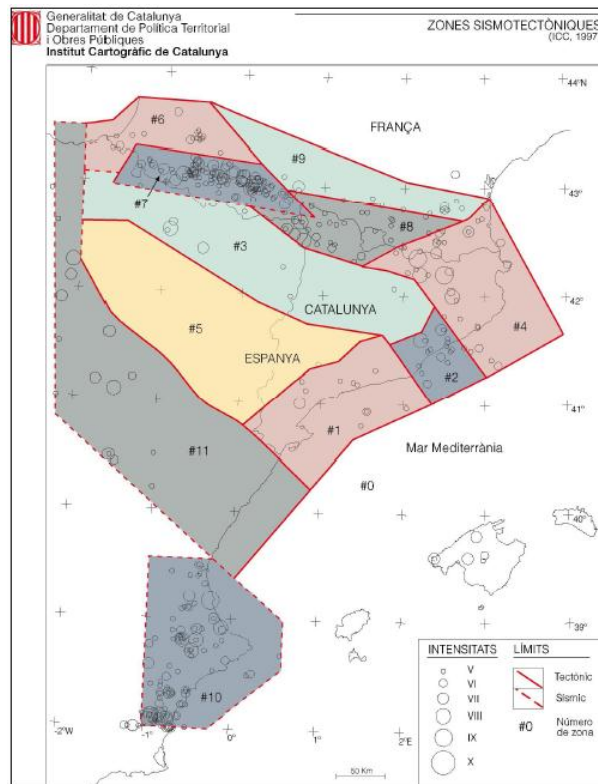 Generalitat de Catalunya
Departament de Política Territorial
i Obres Públiques
Institut Cartogràfic de Catalunya
ZONES SISMOTECTÒNIQUES
(ICC, 1997)
44°N
#6
FRANÇA
#9
43°
#7
#8
#3
42°
CATALUNYA
#5
#4
ESPANYA
#2
41°
#1
Mar Mediterrània
#11
#0
40°
39°
INTENSITATS
LÍMITS
V
VI
VII
VIII
IX
X
Tectònic
Sísmic
#0
Número
de zona
#10
-2°W
-1°
0°
1°
2°E
50 Km